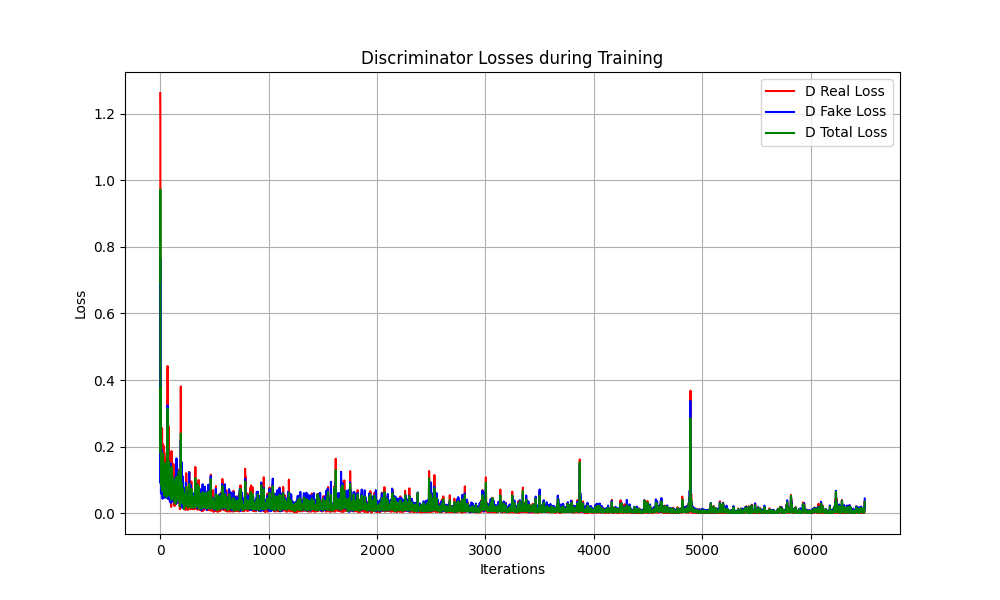 Discriminator Losses during Training
D Real Loss
D Fake Loss
D Total Loss
1.2
1.0
0.8
0.6
0.4
0.2
0.0
Loss
0 1000 2000 3000 4000 5000 6000
Iterations